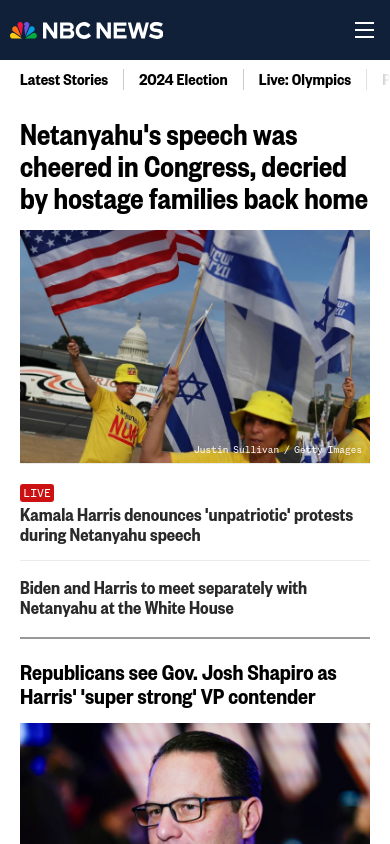 NBC NEWS
Latest Stories
2024 Election
Live: Olympics
Netanyahu's speech was
cheered in Congress, decried
by hostage families back home
Justin Sullivan / Getty Images
LIVE
Kamala Harris denounces 'unpatriotic' protests
during Netanyahu speech
Biden and Harris to meet separately with
Netanyahu at the White House
Republicans see Gov. Josh Shapiro as
Harris' 'super strong' VP contender